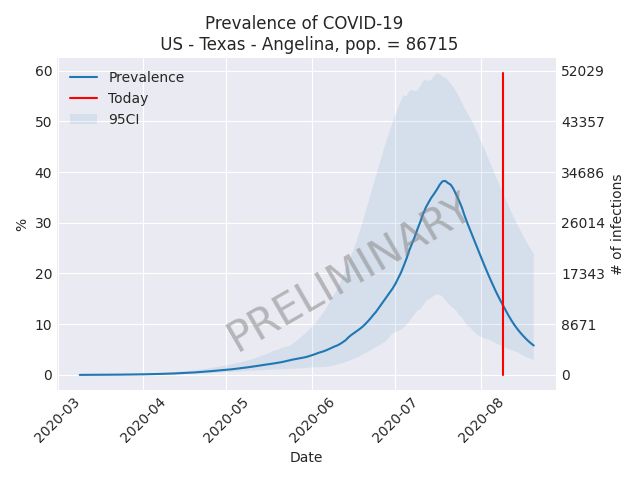 Prevalence of COVID-19
US - Texas - Angelina, pop. = 86715
Prevalence
Today
95CI
60
50
40
30
20
10
0
%
52029
43357
34686
26014
17343
8671
0
# of infections
PRELIMINARY
2020-03
2020-04
2020-05
2020-06
2020-07
2020-08
Date